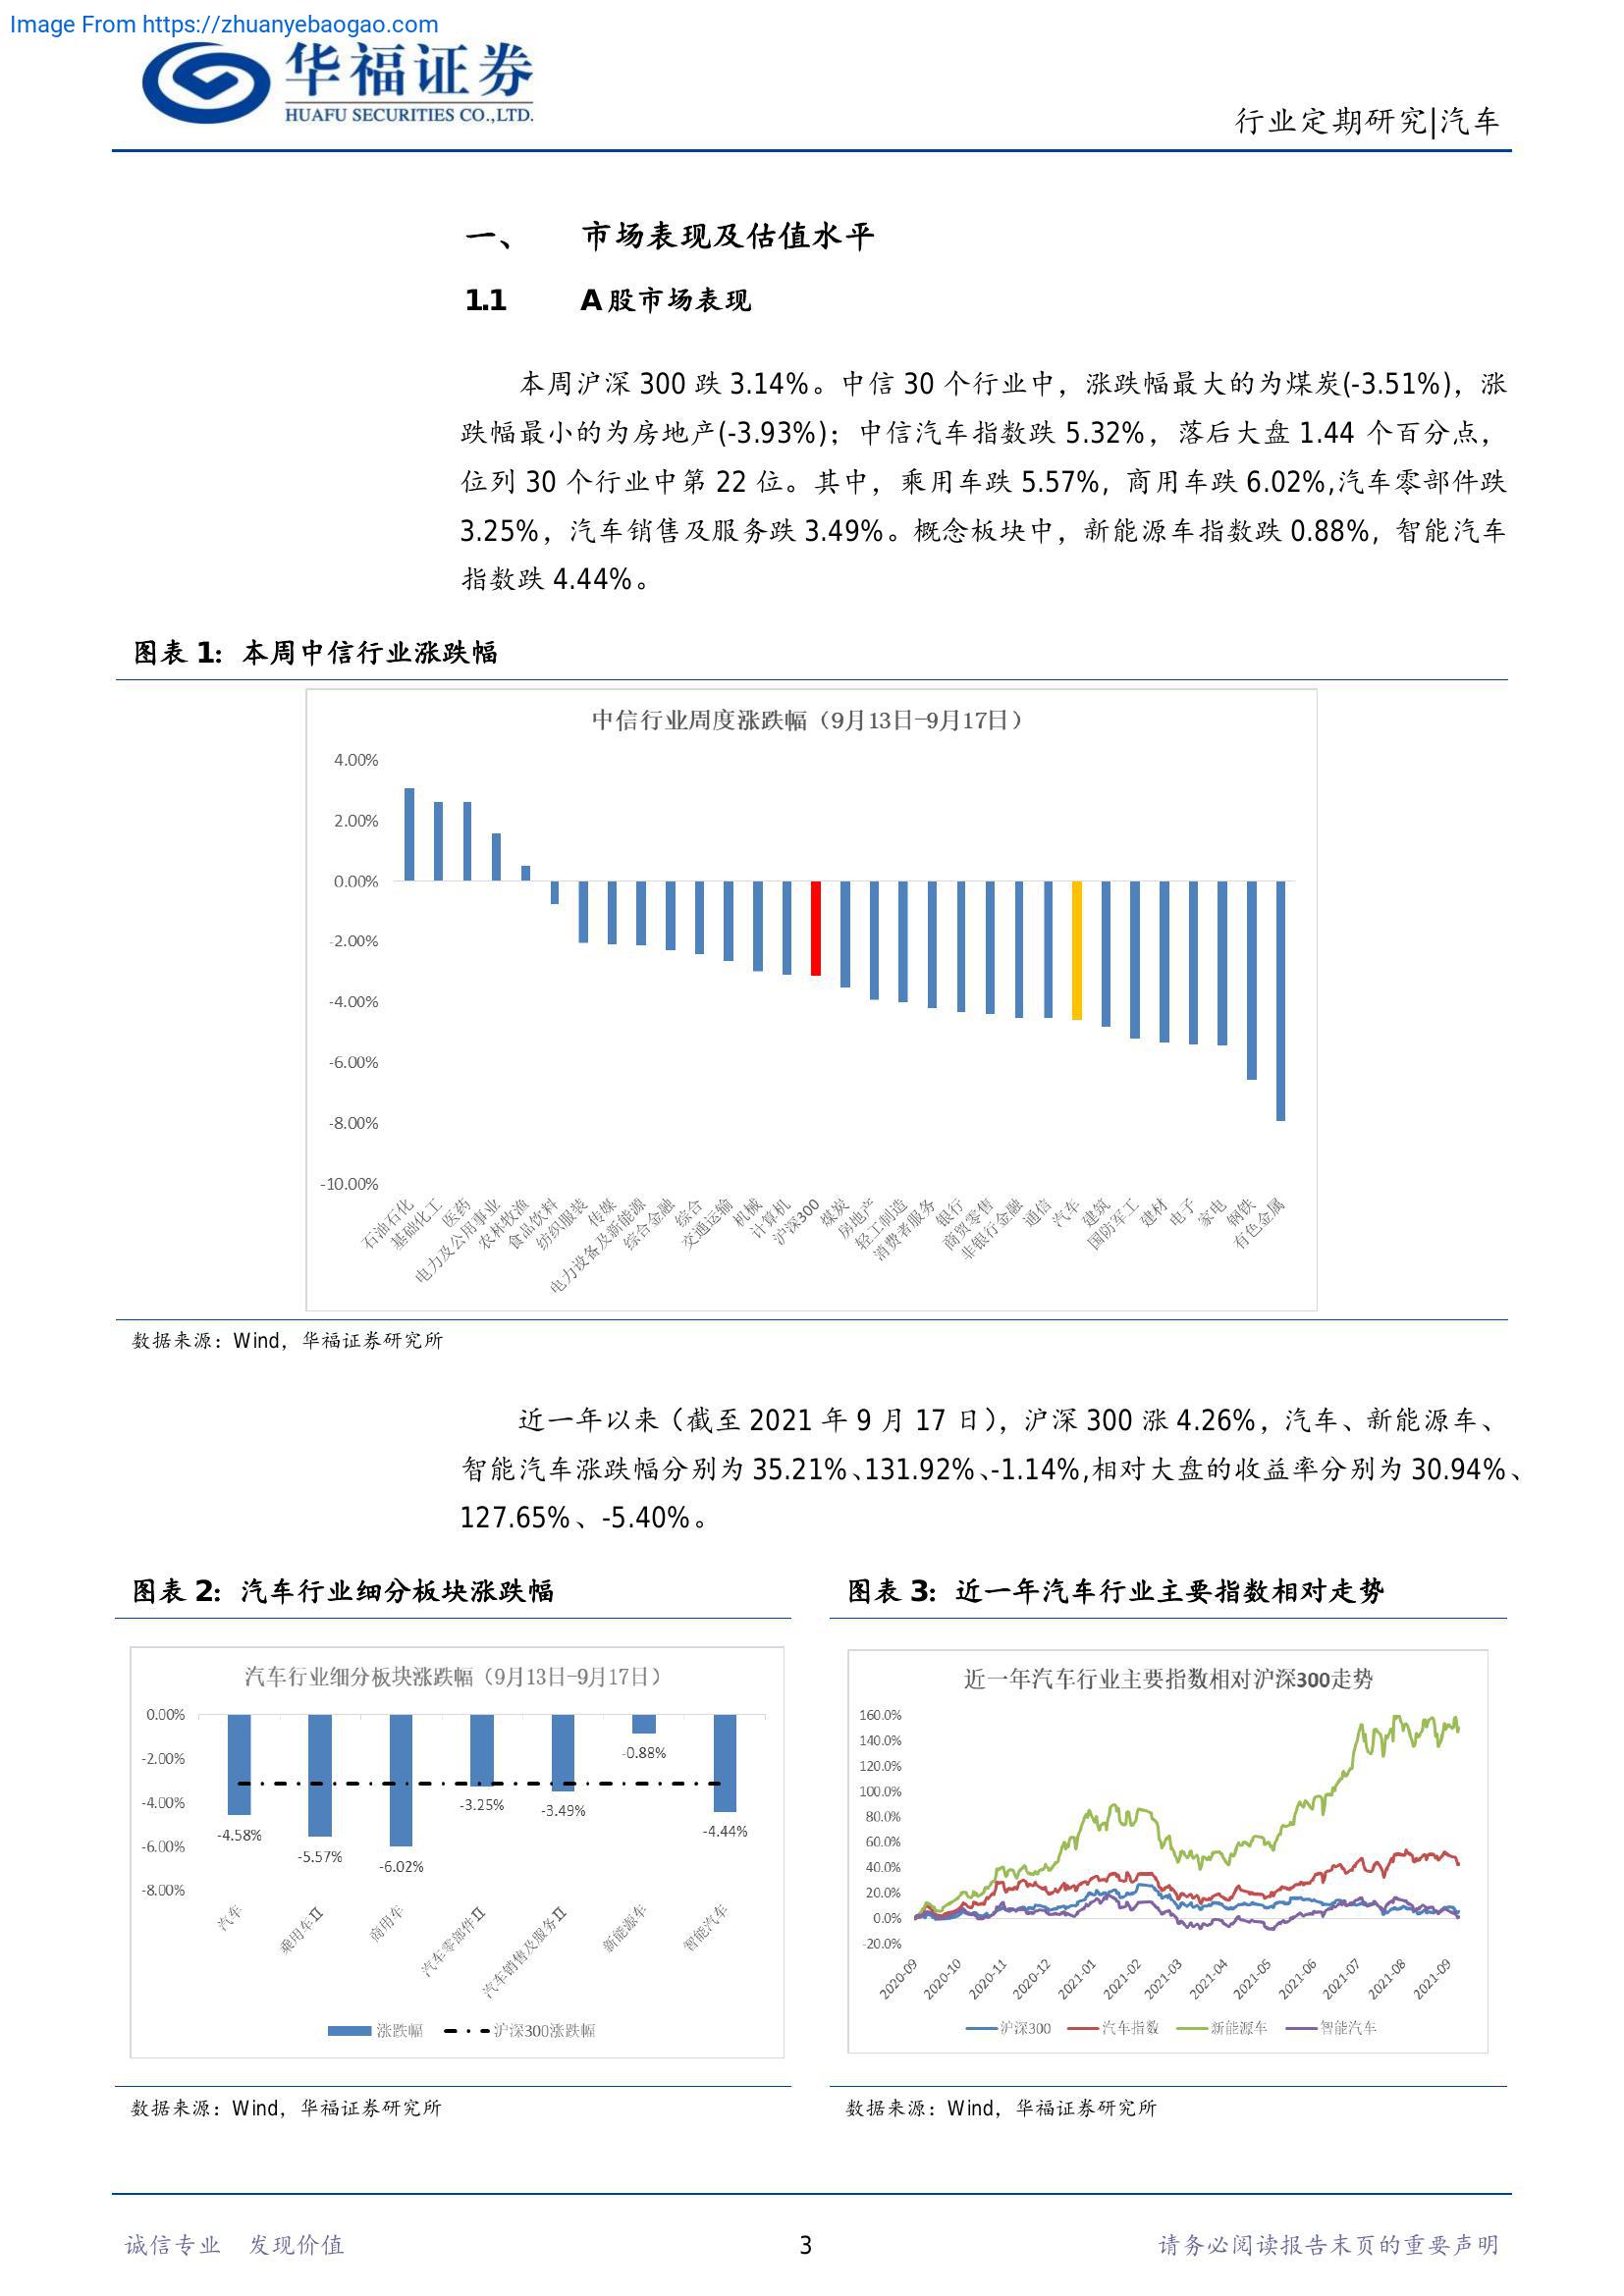 Image From https://zhuanyebaogao.com
华福证券
HUAFU SECURITIES CO.,LTD.
行业定期研究|汽车
一、 市场表现及估值水平
1.1 A 股市场表现
本周沪深 300 跌 3.14%。中信 30 个行业中，涨跌幅最大的为煤炭(-3.51%)，涨
跌幅最小的为房地产(-3.93%)；中信汽车指数跌 5.32%，落后大盘 1.44 个百分点，
位列 30 个行业中第 22 位。其中，乘用车跌 5.57%, 商用车跌 6.02%,汽车零部件跌
3.25%，汽车销售及服务跌 3.49%。概念板块中，新能源车指数跌 0.88%, 智能汽车
指数跌 4.44%。
图表 1: 本周中信行业涨跌幅
中信行业周度涨跌幅（9月13日-9月17日）
4.00%
2.00%
0.00%
-2.00%
-4.00%
-6.00%
-8.00%
-10.00%
石油石化
基础化工
医药
电力及公用事业
农林牧渔
食品饮料
纺织服装
传媒
电力设备及新能源
综合金融
综合
交通运输
机械
计算机
沪深300
煤炭
房地产
轻工制造
消费者服务
银行
商贸零售
非银行金融
通信
汽车
建筑
国防军工
建材
电子
家电
钢铁
有色金属
数据来源：Wind，华福证券研究所
近一年以来（截至 2021 年 9 月 17 日），沪深 300 涨 4.26%，汽车、新能源车、
智能汽车涨跌幅分别为 35.21%、131.92%、-1.14%,相对大盘的收益率分别为 30.94%、
127.65%、-5.40%。
图表 2: 汽车行业细分板块涨跌幅
汽车行业细分板块涨跌幅（9月13日-9月17日）
0.00%
-2.00%
-4.00%
-6.00%
-8.00%
-4.58%
-5.57%
-6.02%
-3.25%
-3.49%
-0.88%
-4.44%
汽车
乘用车II
商用车
汽车零部件II
汽车销售及服务II
新能源车
智能汽车
涨跌幅 沪深300涨跌幅
数据来源：Wind，华福证券研究所
图表 3: 近一年汽车行业主要指数相对走势
近一年汽车行业主要指数相对沪深300走势
160.0%
140.0%
120.0%
100.0%
80.0%
60.0%
40.0%
20.0%
0.0%
-20.0%
2020-09
2020-10
2020-11
2020-12
2021-01
2021-02
2021-03
2021-04
2021-05
2021-06
2021-07
2021-08
2021-09
沪深300 汽车指数 新能源车 智能汽车
数据来源：Wind，华福证券研究所
诚信专业 发现价值 3 请务必阅读报告末页的重要声明